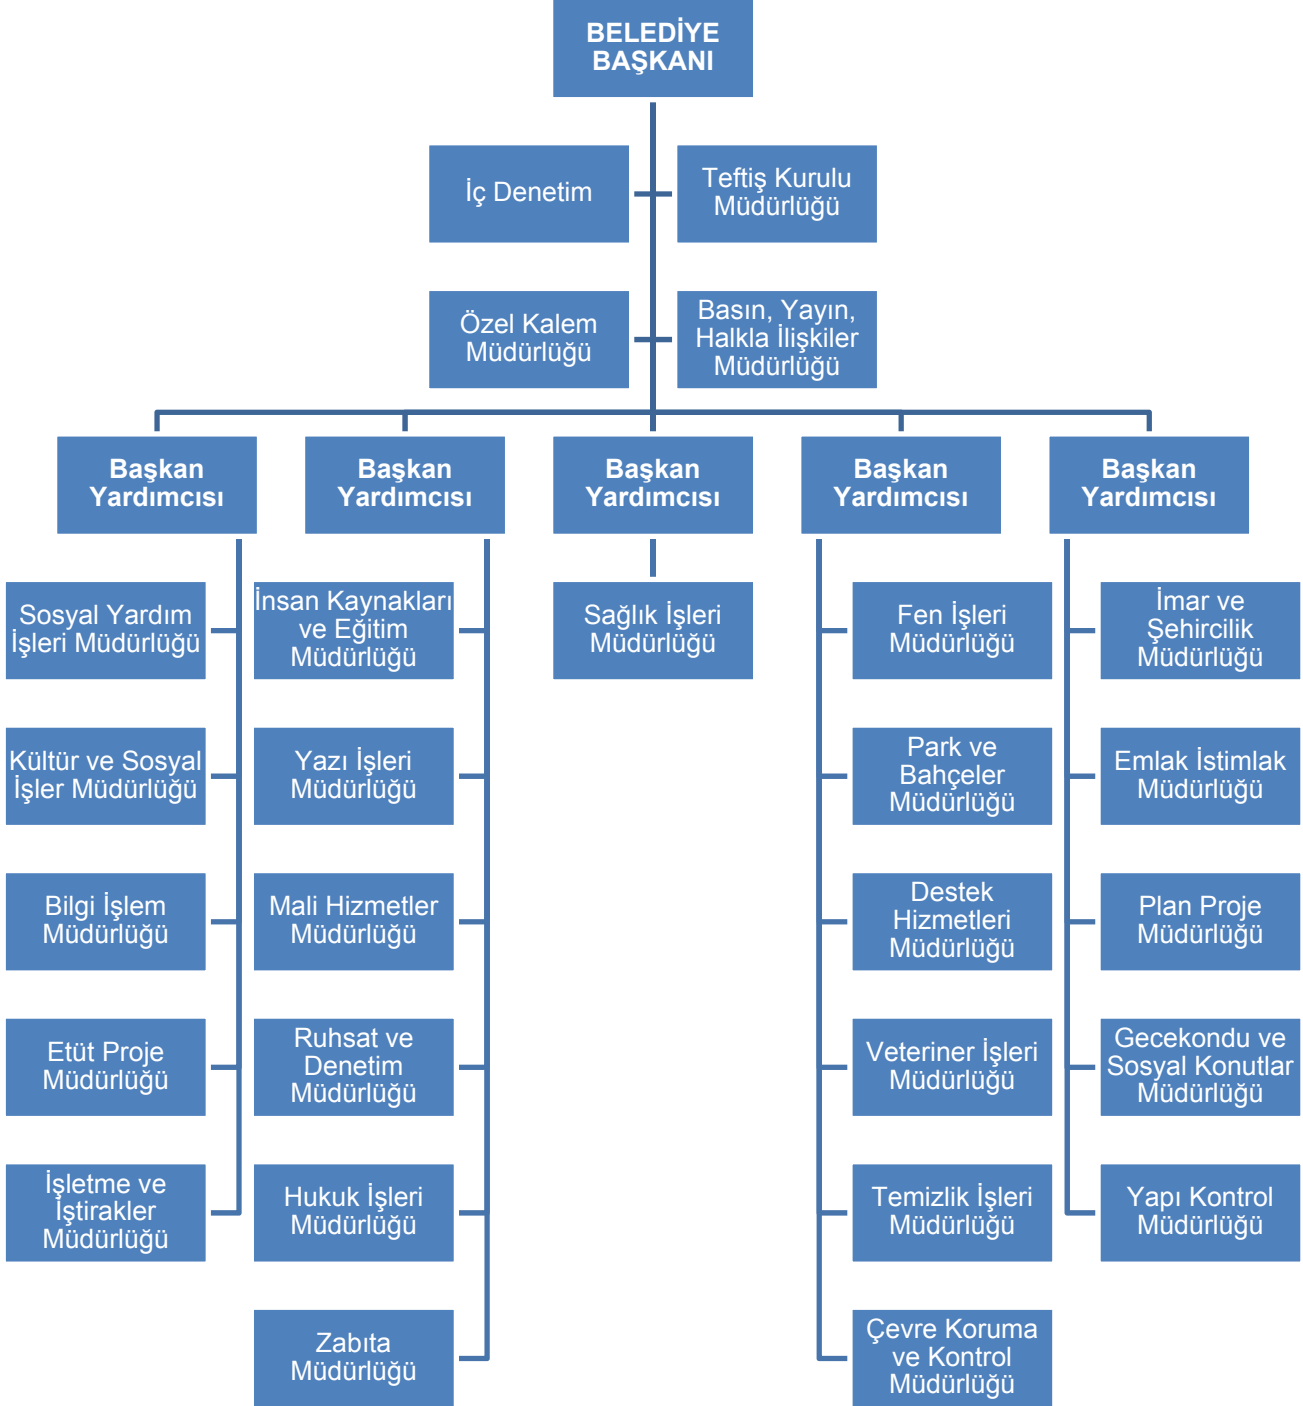 BELEDİYE
BAŞKANI
İç Denetim
Teftiş Kurulu
Müdürlüğü
Özel Kalem
Müdürlüğü
Basın, Yayın,
Halkla İlişkiler
Müdürlüğü
Başkan
Yardımcısı
Başkan
Yardımcısı
Başkan
Yardımcısı
Başkan
Yardımcısı
Başkan
Yardımcısı
Sosyal Yardım
İşleri Müdürlüğü
İnsan Kaynakları
ve Eğitim
Müdürlüğü
Sağlık İşleri
Müdürlüğü
Fen İşleri
Müdürlüğü
İmar ve
Şehircilik
Müdürlüğü
Kültür ve Sosyal
İşler Müdürlüğü
Yazı İşleri
Müdürlüğü
Park ve
Bahçeler
Müdürlüğü
Emlak İstimlak
Müdürlüğü
Bilgi İşlem
Müdürlüğü
Mali Hizmetler
Müdürlüğü
Destek
Hizmetleri
Müdürlüğü
Plan Proje
Müdürlüğü
Etüt Proje
Müdürlüğü
Ruhsat ve
Denetim
Müdürlüğü
Veteriner İşleri
Müdürlüğü
Gecekondu ve
Sosyal Konutlar
Müdürlüğü
İşletme ve
İştirakler
Müdürlüğü
Hukuk İşleri
Müdürlüğü
Temizlik İşleri
Müdürlüğü
Yapı Kontrol
Müdürlüğü
Zabıta
Müdürlüğü
Çevre Koruma
ve Kontrol
Müdürlüğü